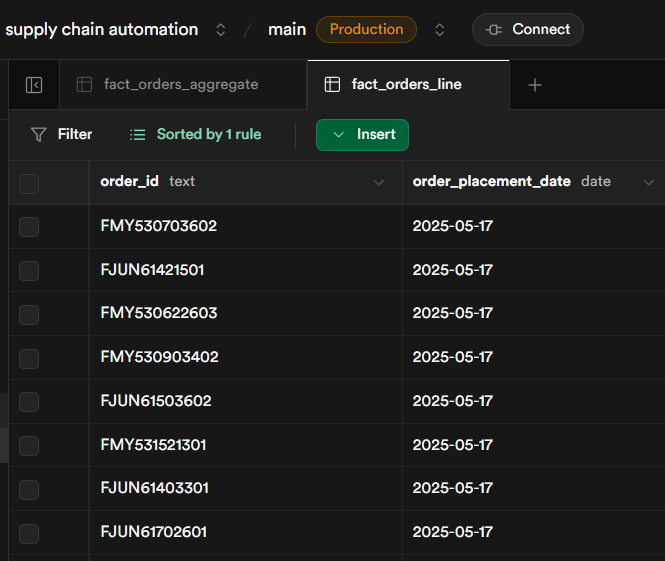 supply chain automation / main Production Connect
fact_orders_aggregate fact_orders_line
Filter Sorted by 1 rule Insert
order_id text order_placement_date date
FMY530703602 2025-05-17
FJUN61421501 2025-05-17
FMY530622603 2025-05-17
FMY530903402 2025-05-17
FJUN61503602 2025-05-17
FMY531521301 2025-05-17
FJUN61403301 2025-05-17
FJUN61702601 2025-05-17